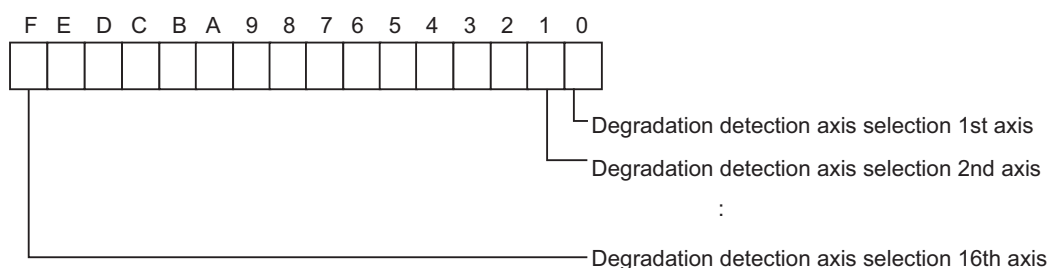 F E D C B A 9 8 7 6 5 4 3 2 1 0
Degradation detection axis selection 1st axis
Degradation detection axis selection 2nd axis
:
Degradation detection axis selection 16th axis